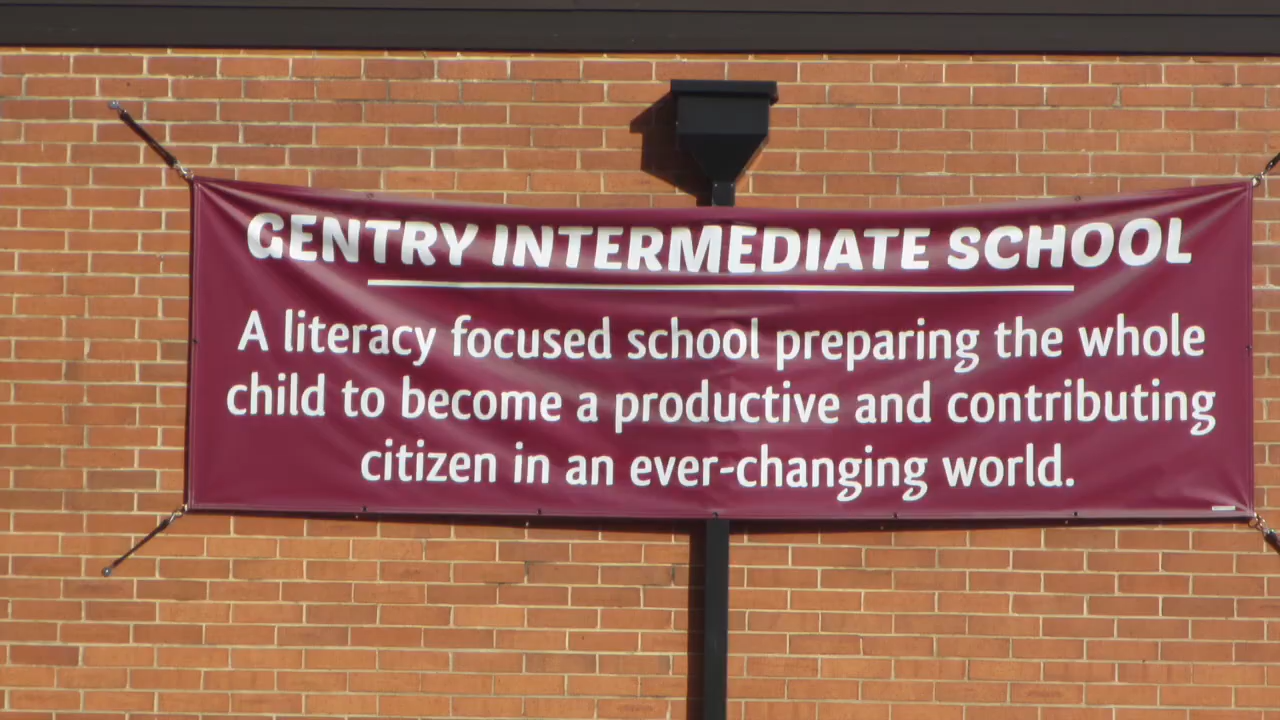 GENTRY INTERMEDIATE SCHOOL
A literacy focused school preparing the whole
child to become a productive and contributing
citizen in an ever-changing world.